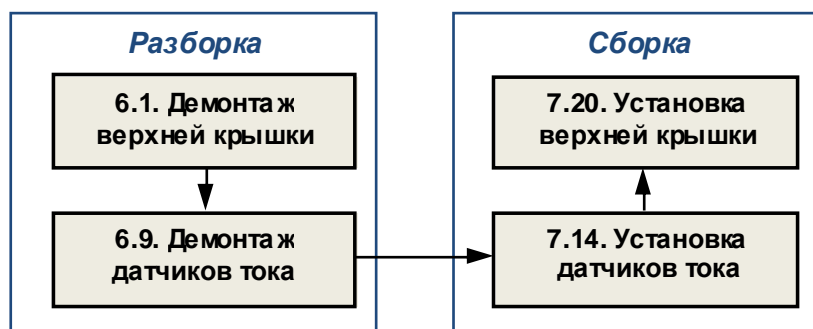 Разборка
6.1. Демонтаж
верхней крышки
6.9. Демонтаж
датчиков тока
Сборка
7.20. Установка
верхней крышки
7.14. Установка
датчиков тока